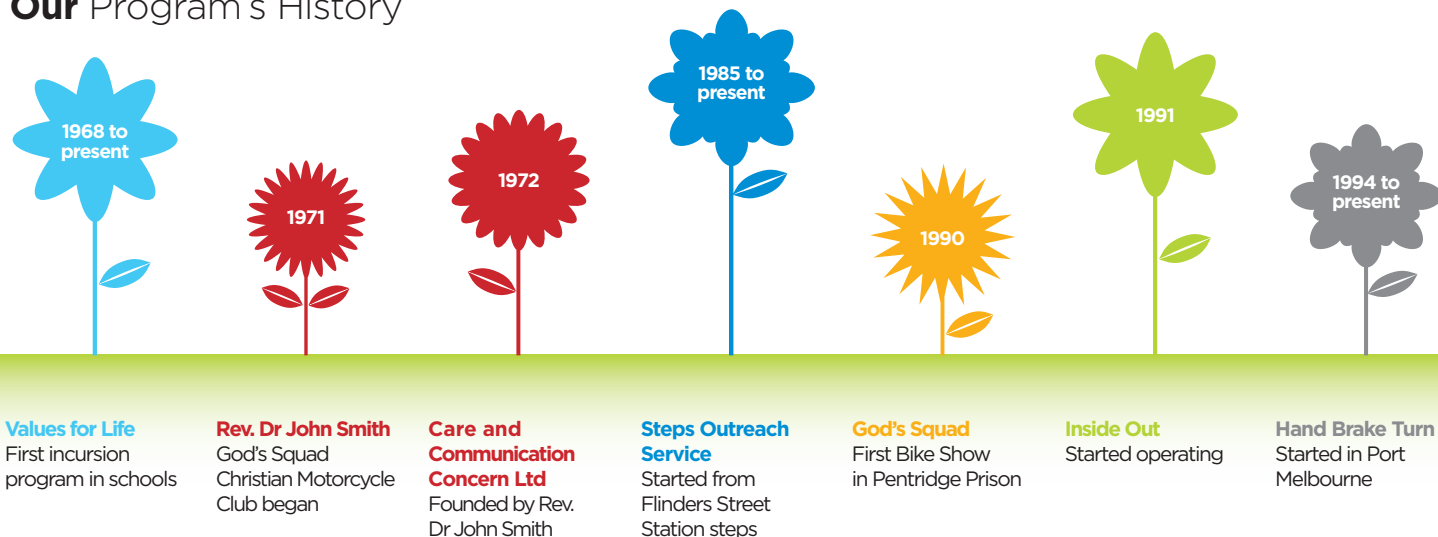 Our Program's History
1968 to
present
1971
1972
1985 to
present
1990
1991
1994 to
present
Values for Life
First incursion
program in schools
Rev. Dr John Smith
God's Squad
Christian Motorcycle
Club began
Care and
Communication
Concern Ltd
Founded by Rev.
Dr John Smith
Steps Outreach
Service
Started from
Flinders Street
Station steps
God's Squad
First Bike Show
in Pentridge Prison
Inside Out
Started operating
Hand Brake Turn
Started in Port
Melbourne